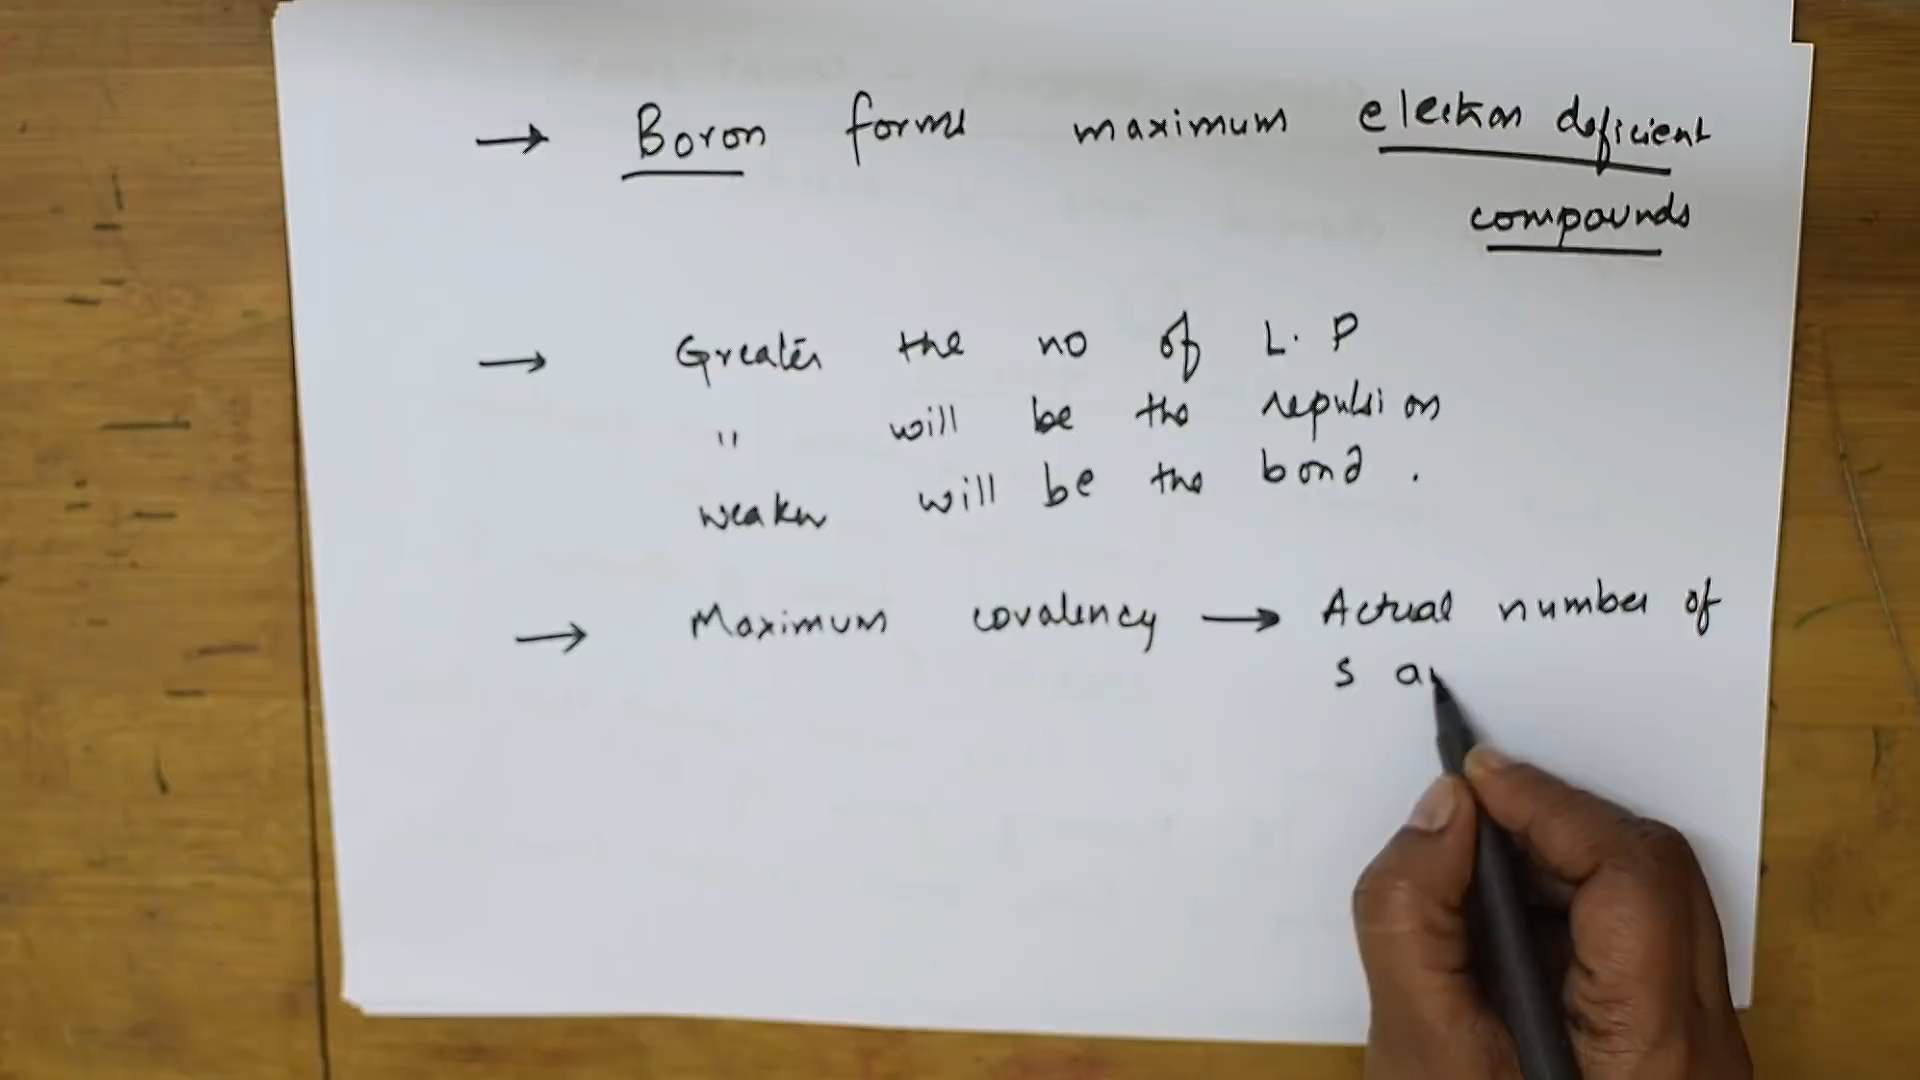 → Boron forms maximum electron deficient
compounds
→ Greater the no of L. P
" will be the repulsion
weaker will be the bond .
→ Maximum covalency → Actual number of
s a